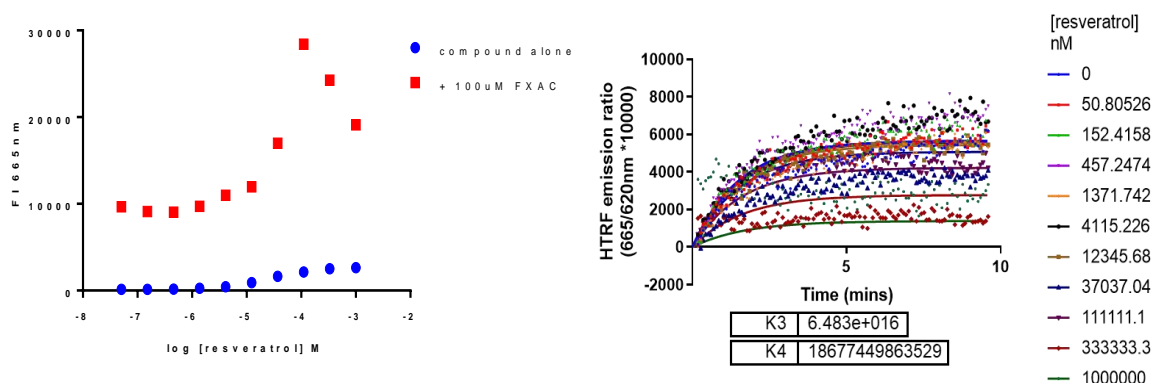 30000
20000
10000
0
FI 665nm
-8
-7
-6
-5
-4
-3
-2
log [resveratrol] M
compound alone
+ 100uM FXAC
10000
8000
6000
4000
2000
0
-2000
HTRF emission ratio
(665/620nm *10000)
5
10
Time (mins)
K3 6.483e+016
K4 18677449863529
[resveratrol]
nM
0
50.80526
152.4158
457.2474
1371.742
4115.226
12345.68
37037.04
111111.1
333333.3
1000000